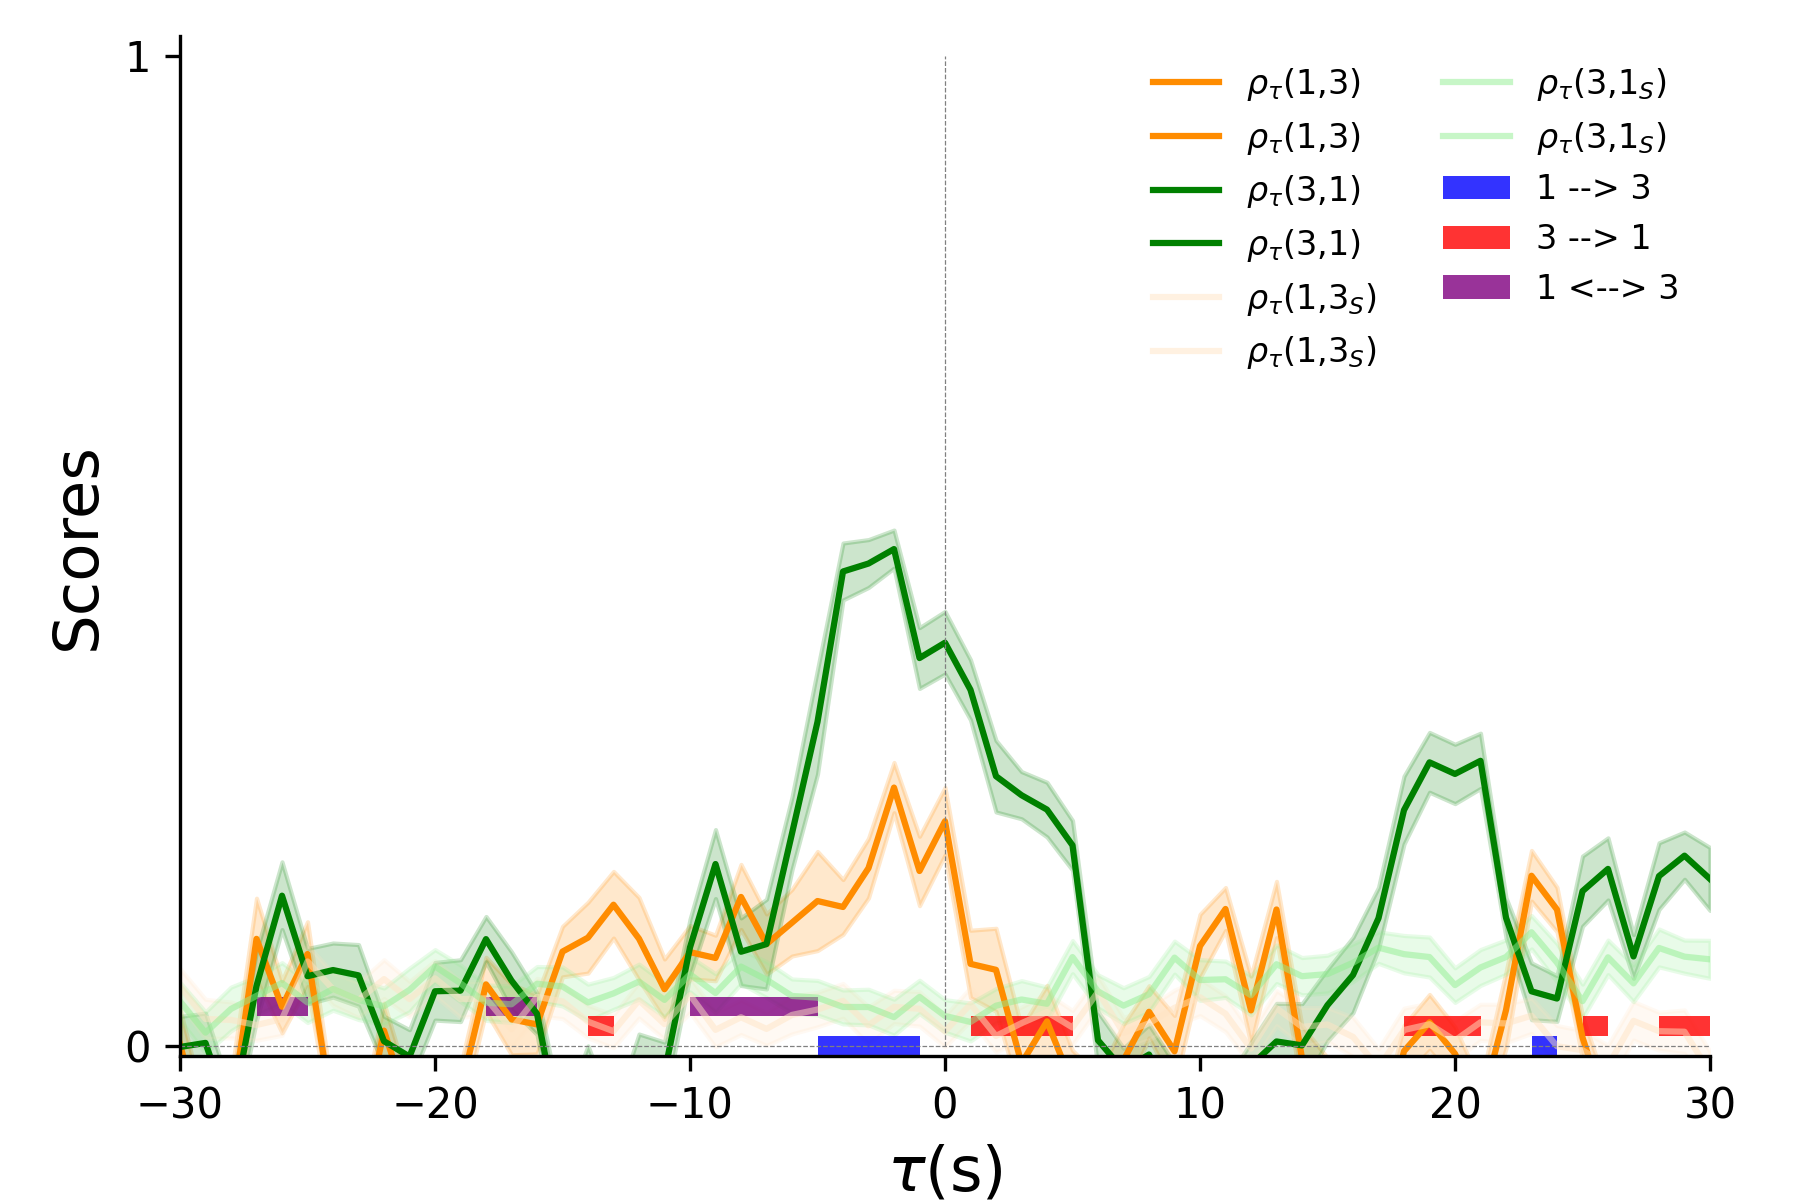 1
ρτ(1,3)
ρτ(1,3)
ρτ(3,1)
ρτ(3,1)
ρτ(1,3S)
ρτ(1,3S)
ρτ(3,1S)
ρτ(3,1S)
1 --> 3
3 --> 1
1 <--> 3
Scores
0
−30 −20 −10 0 10 20 30
τ(s)